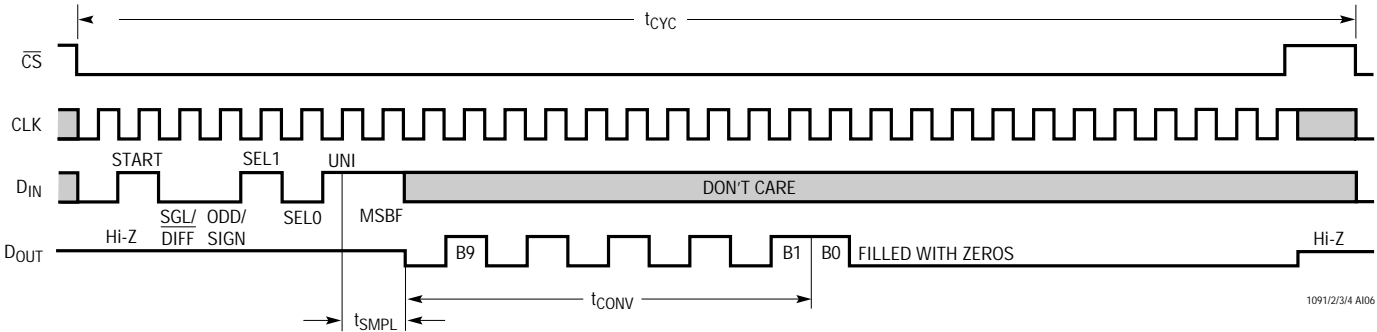 tCYC
CS
CLK
START
SEL1
UNI
DIN
DON'T CARE
SGL/
DIFF
ODD/
SIGN
SEL0
MSBF
Hi-Z
DOUT
B9
B1
B0
FILLED WITH ZEROS
Hi-Z
tCONV
tSMPL
1091/2/3/4 AI06